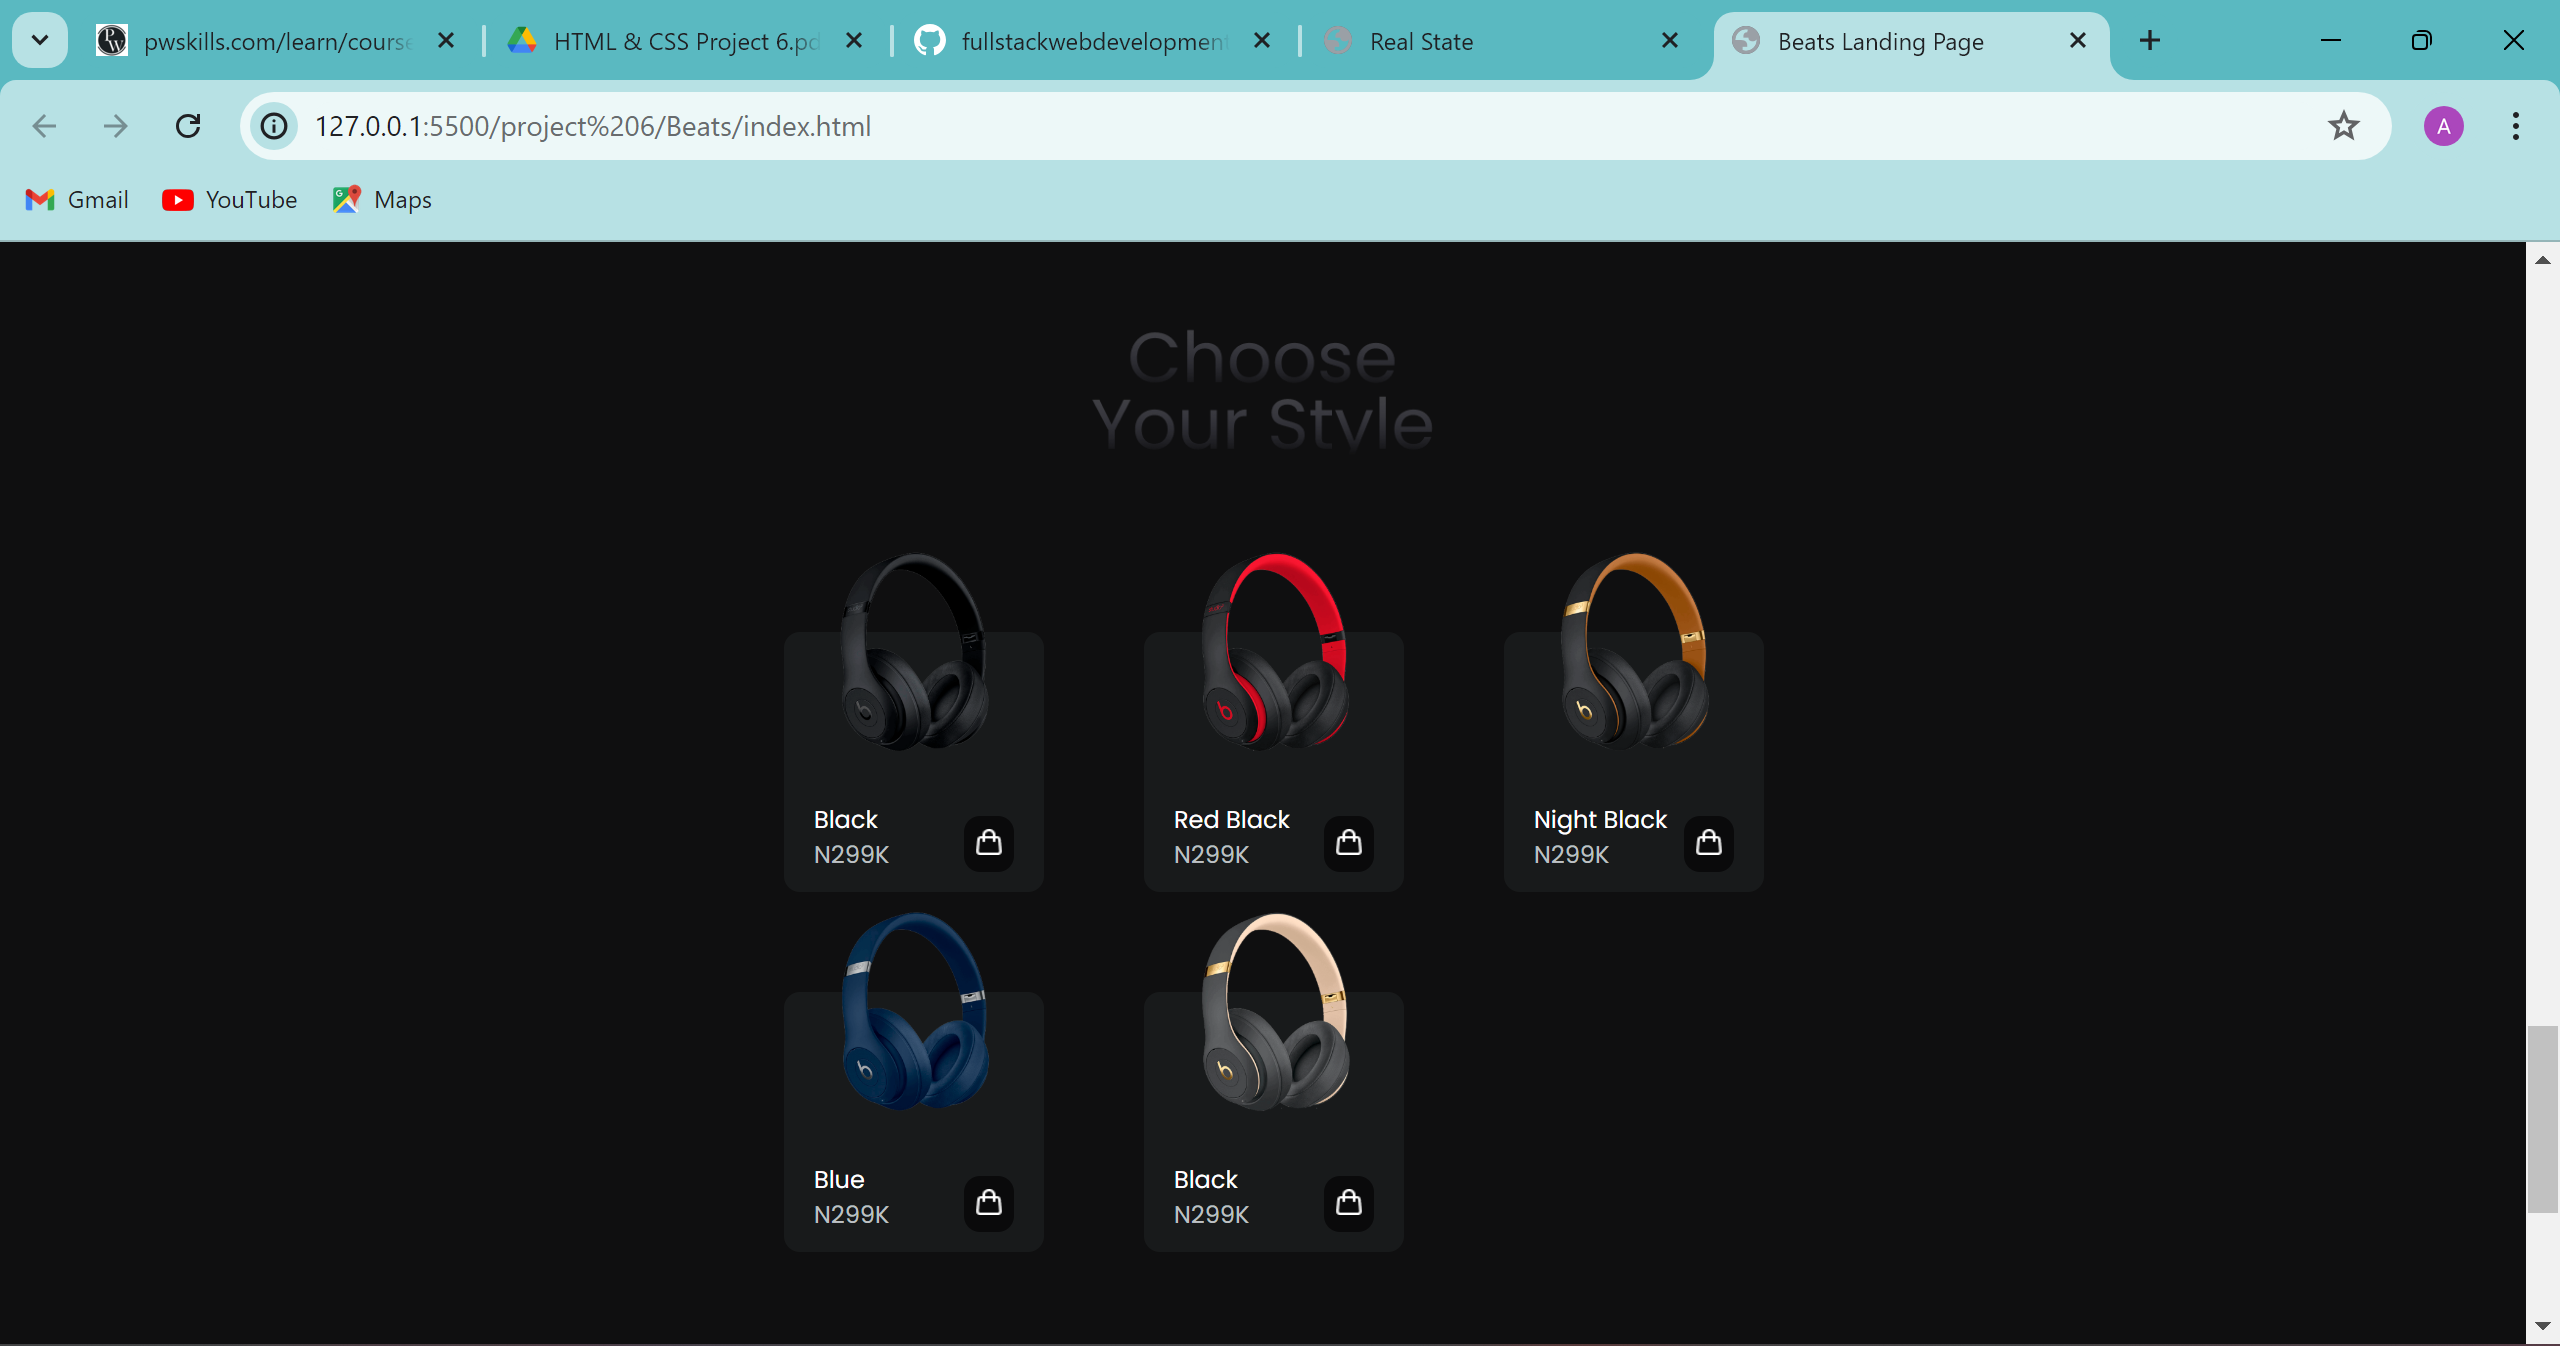 pwskills.com/learn/course
HTML & CSS Project 6.pd
fullstackwebdevelopment
Real State
Beats Landing Page
127.0.0.1:5500/project%206/Beats/index.html
A
Gmail
YouTube
Maps
Choose
Your Style
Black
N299K
Red Black
N299K
Night Black
N299K
Blue
N299K
Black
N299K